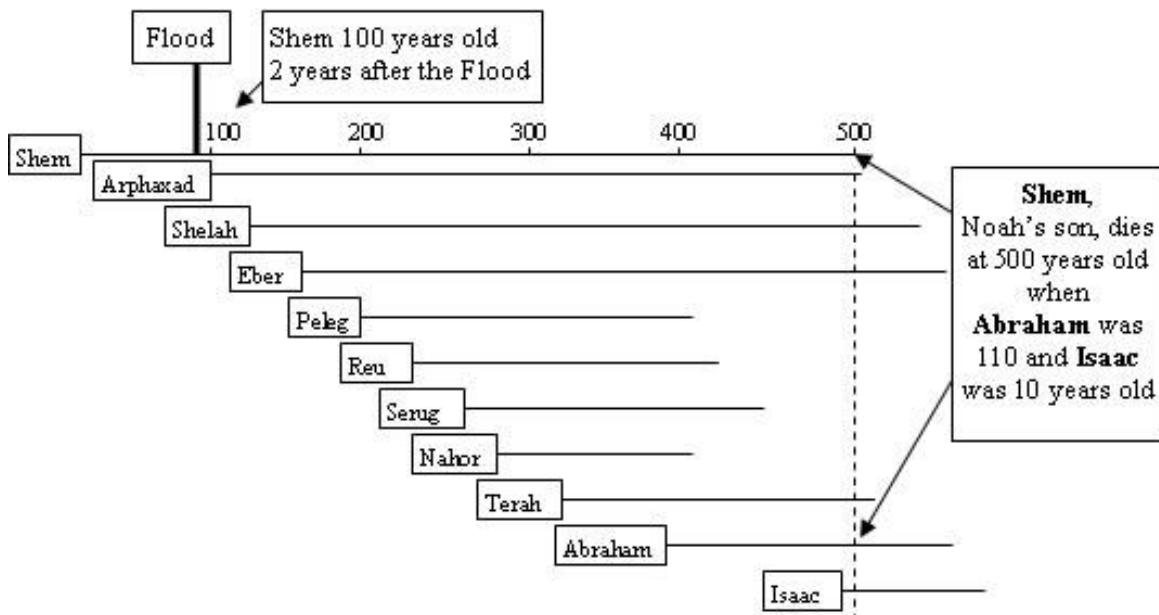 Flood
Shem 100 years old
2 years after the Flood
100 200 300 400 500
Shem
Arphaxad
Shelah
Eber
Peleg
Reu
Serug
Nahor
Terah
Abraham
Isaac
Shem,
Noah's son, dies
at 500 years old
when
Abraham was
110 and Isaac
was 10 years old